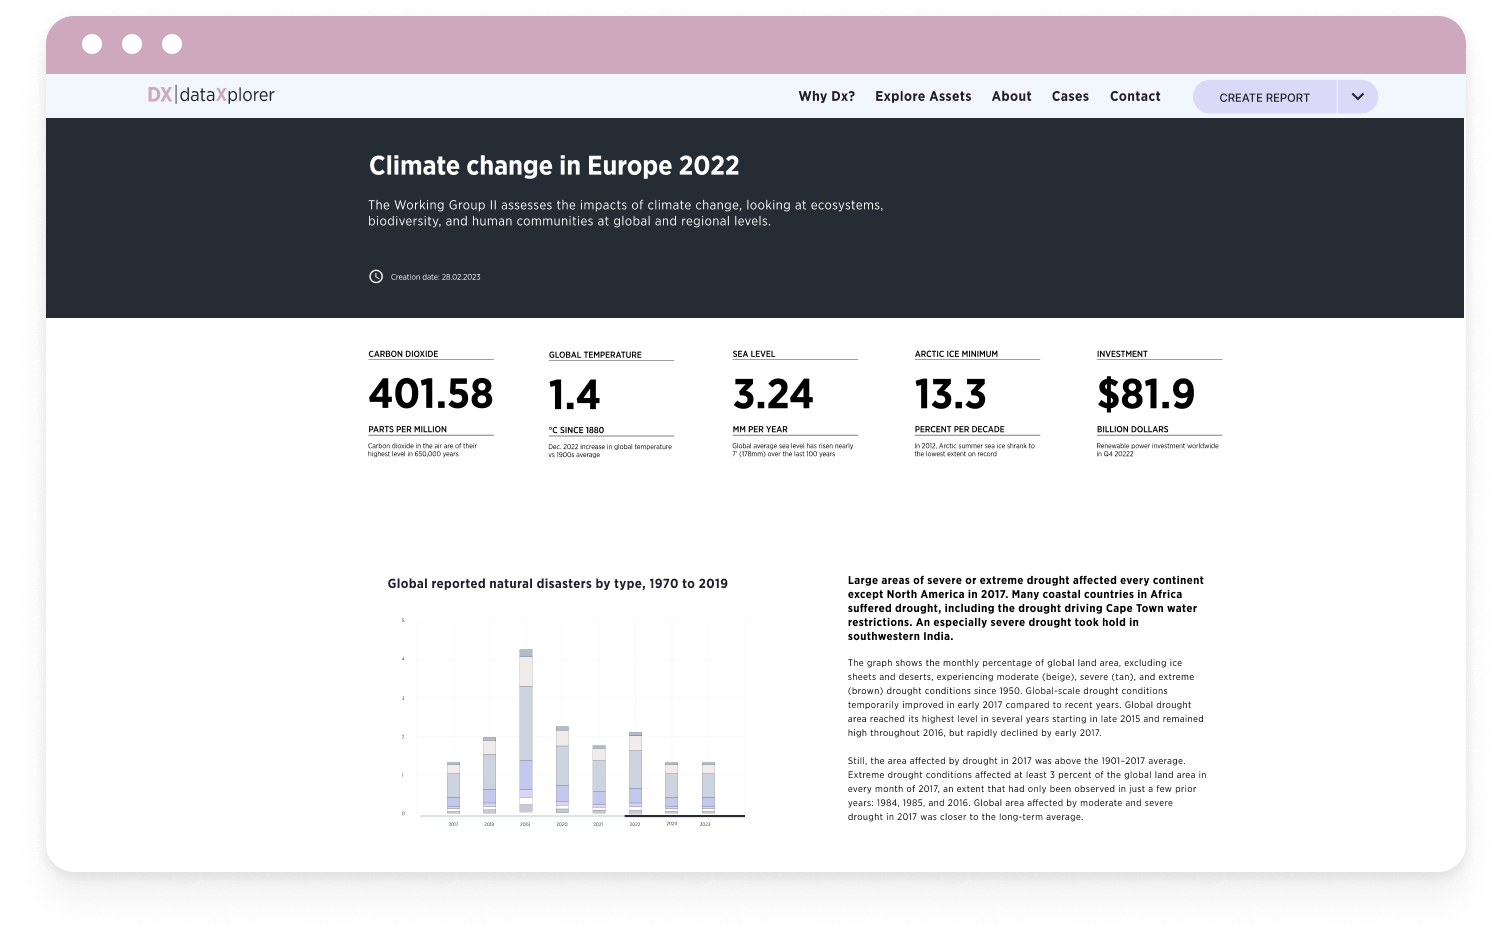 DX|dataXplorer
Why Dx? Explore Assets About Cases Contact CREATE REPORT
Climate change in Europe 2022
The Working Group II assesses the impacts of climate change, looking at ecosystems,
biodiversity, and human communities at global and regional levels.
Creation date: 28.02.2023
CARBON DIOXIDE
401.58
PARTS PER MILLION
Carbon dioxide in the air are of their
highest level in 650,000 years
GLOBAL TEMPERATURE
1.4
°C SINCE 1880
Dec. 2022 increase in global temperature
vs 1900s average
SEA LEVEL
3.24
MM PER YEAR
Global average sea level has risen nearly
7' (178mm) over the last 100 years
ARCTIC ICE MINIMUM
13.3
PERCENT PER DECADE
In 2012, Arctic summer sea ice shrank to
the lowest extent on record
INVESTMENT
$81.9
BILLION DOLLARS
Renewable power investment worldwide
in Q4 20222
Global reported natural disasters by type, 1970 to 2019
5
4
3
2
1
0
2017 2018 2019 2020 2021 2022 2024 2023
Large areas of severe or extreme drought affected every continent
except North America in 2017. Many coastal countries in Africa
suffered drought, including the drought driving Cape Town water
restrictions. An especially severe drought took hold in
southwestern India.
The graph shows the monthly percentage of global land area, excluding ice
sheets and deserts, experiencing moderate (beige), severe (tan), and extreme
(brown) drought conditions since 1950. Global-scale drought conditions
temporarily improved in early 2017 compared to recent years. Global drought
area reached its highest level in several years starting in late 2015 and remained
high throughout 2016, but rapidly declined by early 2017.
Still, the area affected by drought in 2017 was above the 1901–2017 average.
Extreme drought conditions affected at least 3 percent of the global land area in
every month of 2017, an extent that had only been observed in just a few prior
years: 1984, 1985, and 2016. Global area affected by moderate and severe
drought in 2017 was closer to the long-term average.